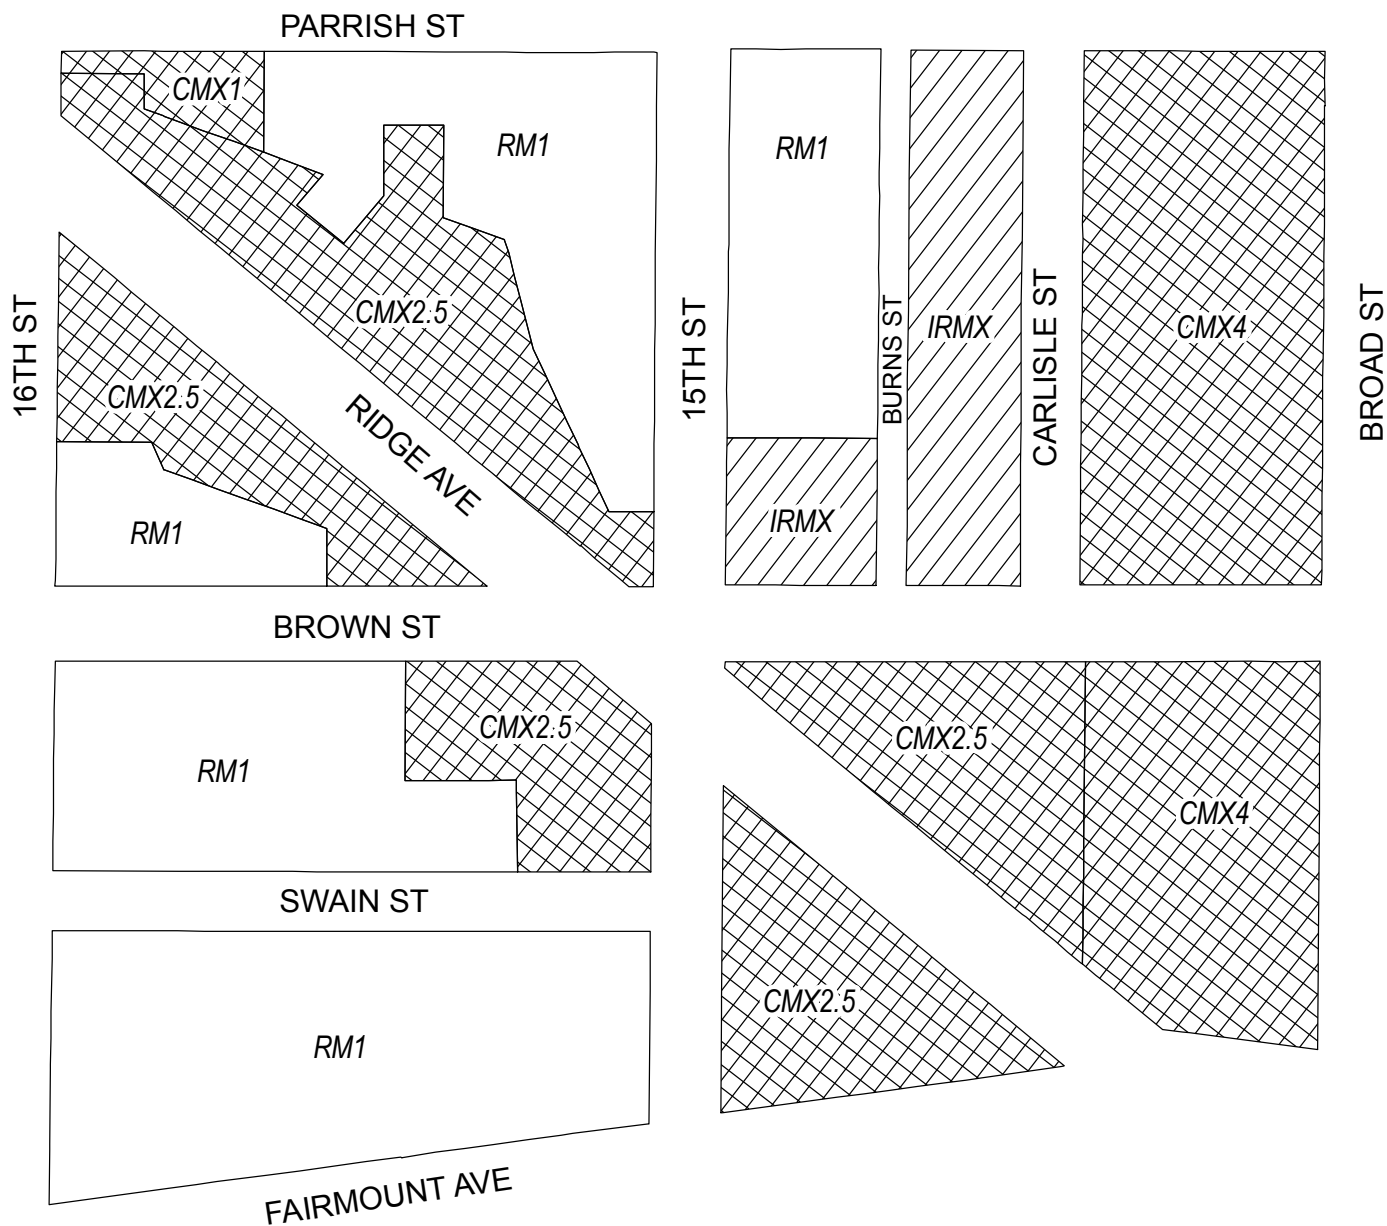 PARRISH ST
CMX1
RM1
RM1
16TH ST
CMX2.5
15TH ST
BURNS ST
IRMX
CARLISLE ST
CMX4
BROAD ST
CMX2.5
RIDGE AVE
RM1
IRMX
BROWN ST
RM1
CMX2.5
CMX2.5
CMX4
SWAIN ST
RM1
CMX2.5
FAIRMOUNT AVE